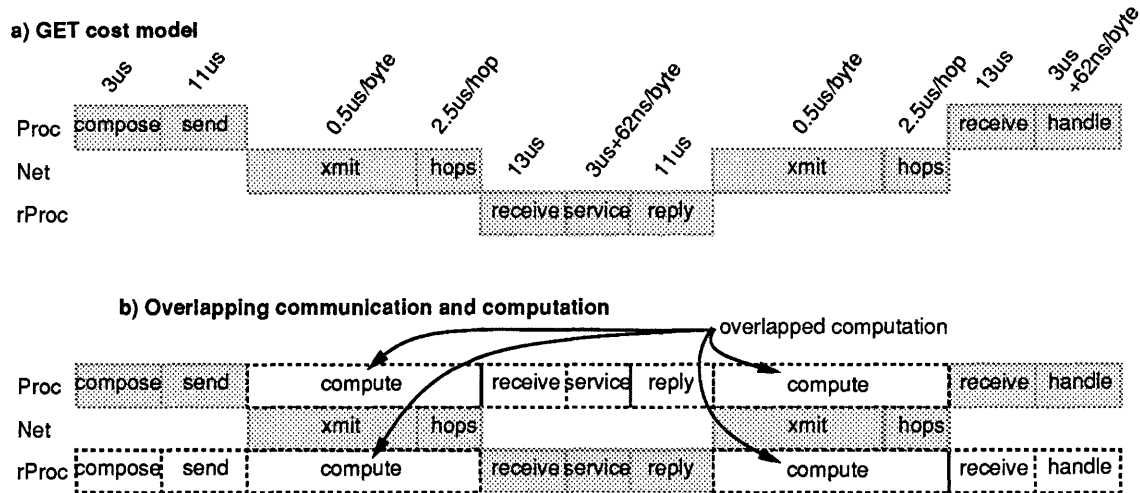 a) GET cost model
3us 11us 0.5us/byte 2.5us/hop 13us 3us+62ns/byte 11us 0.5us/byte 2.5us/hop 13us 3us +62ns/byte
Proc compose send receive handle
Net xmit hops xmit hops
rProc receive service reply
b) Overlapping communication and computation
overlapped computation
Proc compose send compute receive service reply compute receive handle
Net xmit hops xmit hops
rProc compose send compute receive service reply compute receive handle